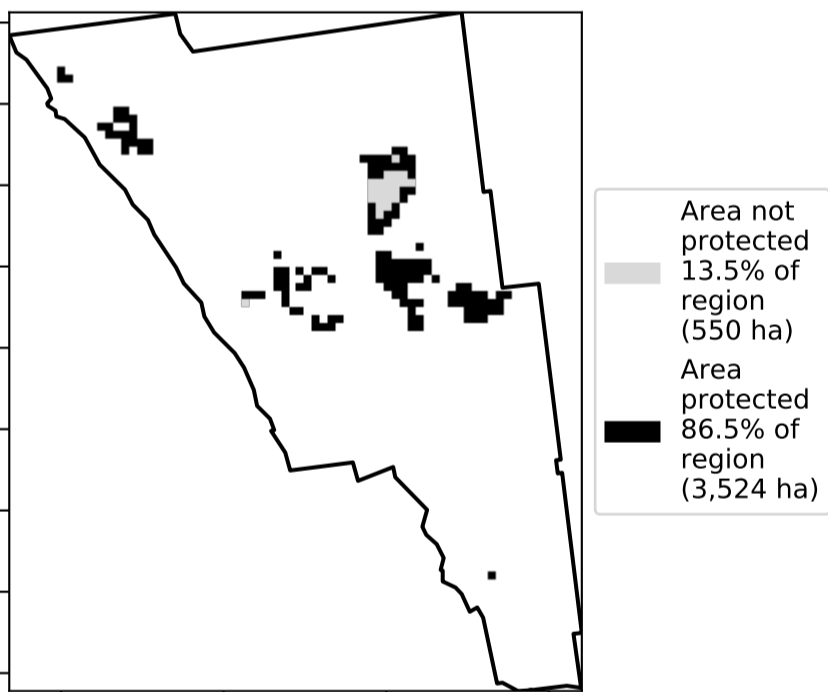 Area not
protected
13.5% of
region
(550 ha)
Area
protected
86.5% of
region
(3,524 ha)